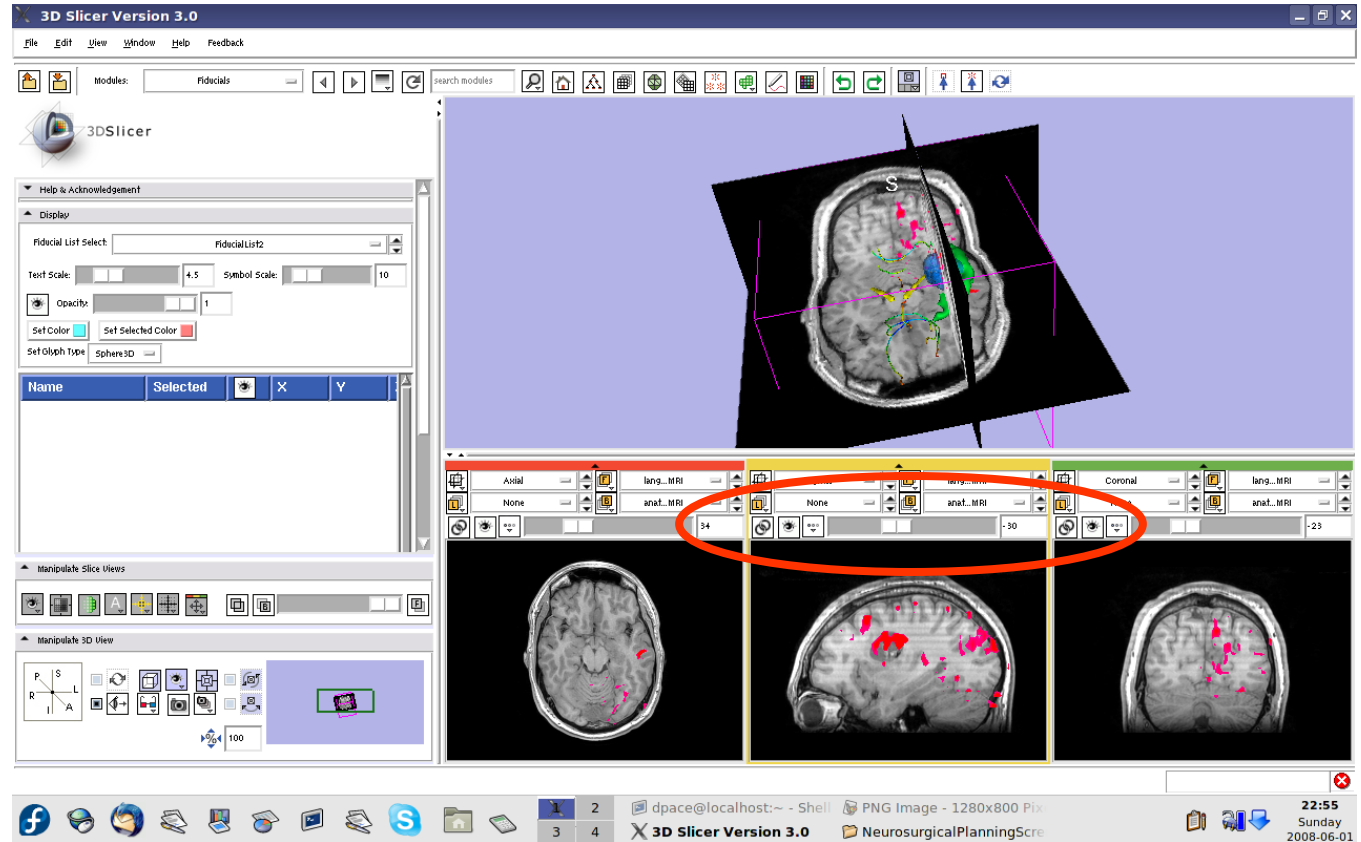 3D Slicer Version 3.0
File Edit View Window Help Feedback
Modules: Fiducials search modules
3DSlicer
Help & Acknowledgement
Display
Fiducial List Select: FiducialList2
Text Scale: 4.5 Symbol Scale: 10
Opacity: 1
Set Color Set Selected Color
Set Glyph Type Sphere3D
Name Selected X Y
S
Axial F lang...MRI
L None B anat...MRI
34
F lang...MRI
L None B anat...MRI
-30
Coronal F lang...MRI
L B anat...MRI
-23
Manipulate Slice Views
A B F
Manipulate 3D View
P S
R L
I A
% 100
1 2 dpace@localhost:~ - Shell PNG Image - 1280x800 Pix
3 4 3D Slicer Version 3.0 NeurosurgicalPlanningScre
22:55
Sunday
2008-06-01